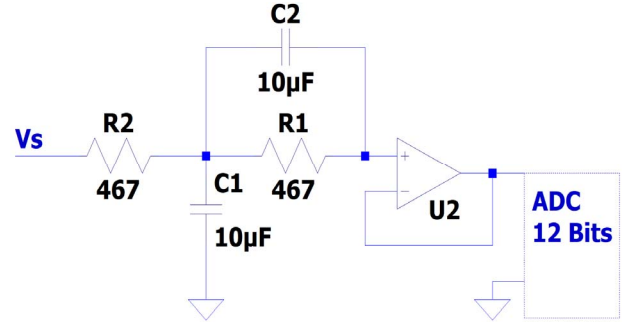 C2
10µF
R2
R1
Vs
+
467
C1
467
−
U2
ADC
12 Bits
10µF